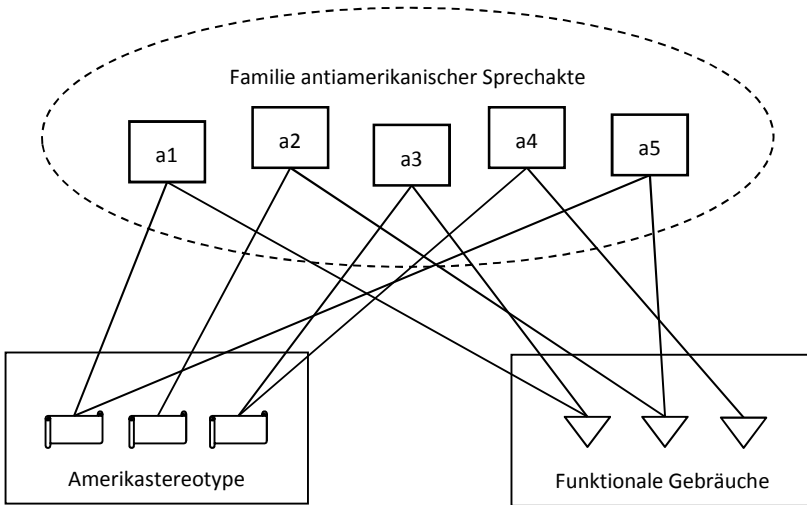 Familie antiamerikanischer Sprechakte
a1
a2
a3
a4
a5
Amerikastereotype
Funktionale Gebräuche